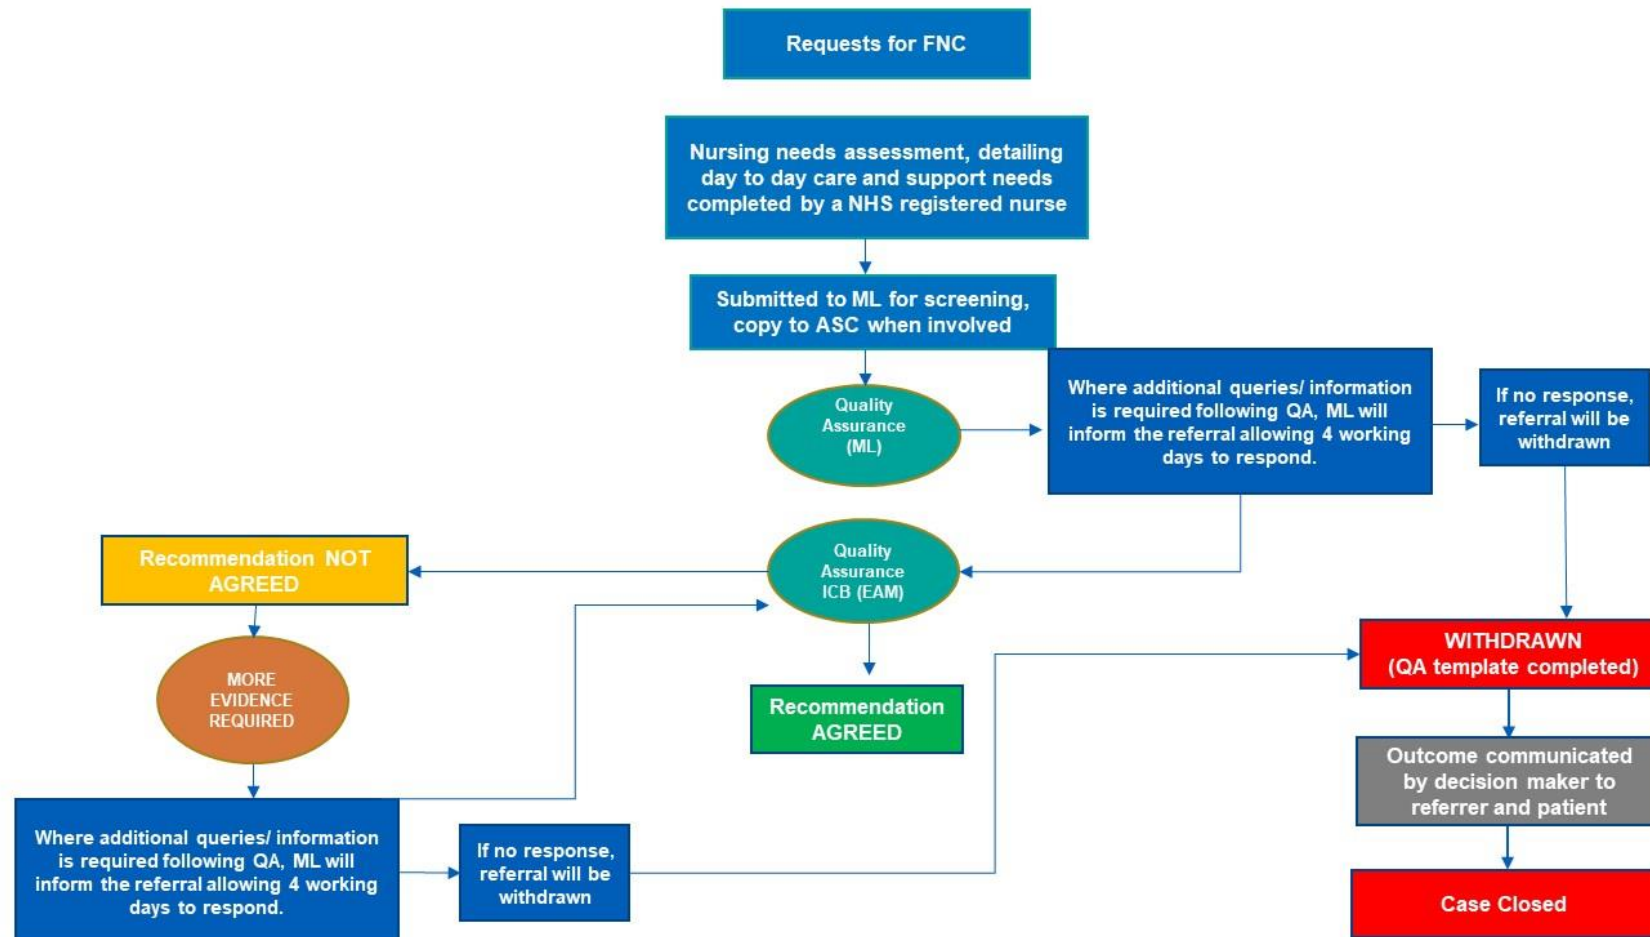 Requests for FNC
Nursing needs assessment, detailing
day to day care and support needs
completed by a NHS registered nurse
Submitted to ML for screening,
copy to ASC when involved
Quality
Assurance
(ML)
Where additional queries/ information
is required following QA, ML will
inform the referral allowing 4 working
days to respond.
If no response,
referral will be
withdrawn
Recommendation NOT
AGREED
Quality
Assurance
ICB (EAM)
WITHDRAWN
(QA template completed)
MORE
EVIDENCE
REQUIRED
Recommendation
AGREED
Outcome communicated
by decision maker to
referrer and patient
Where additional queries/ information
is required following QA, ML will
inform the referral allowing 4 working
days to respond.
If no response,
referral will be
withdrawn
Case Closed